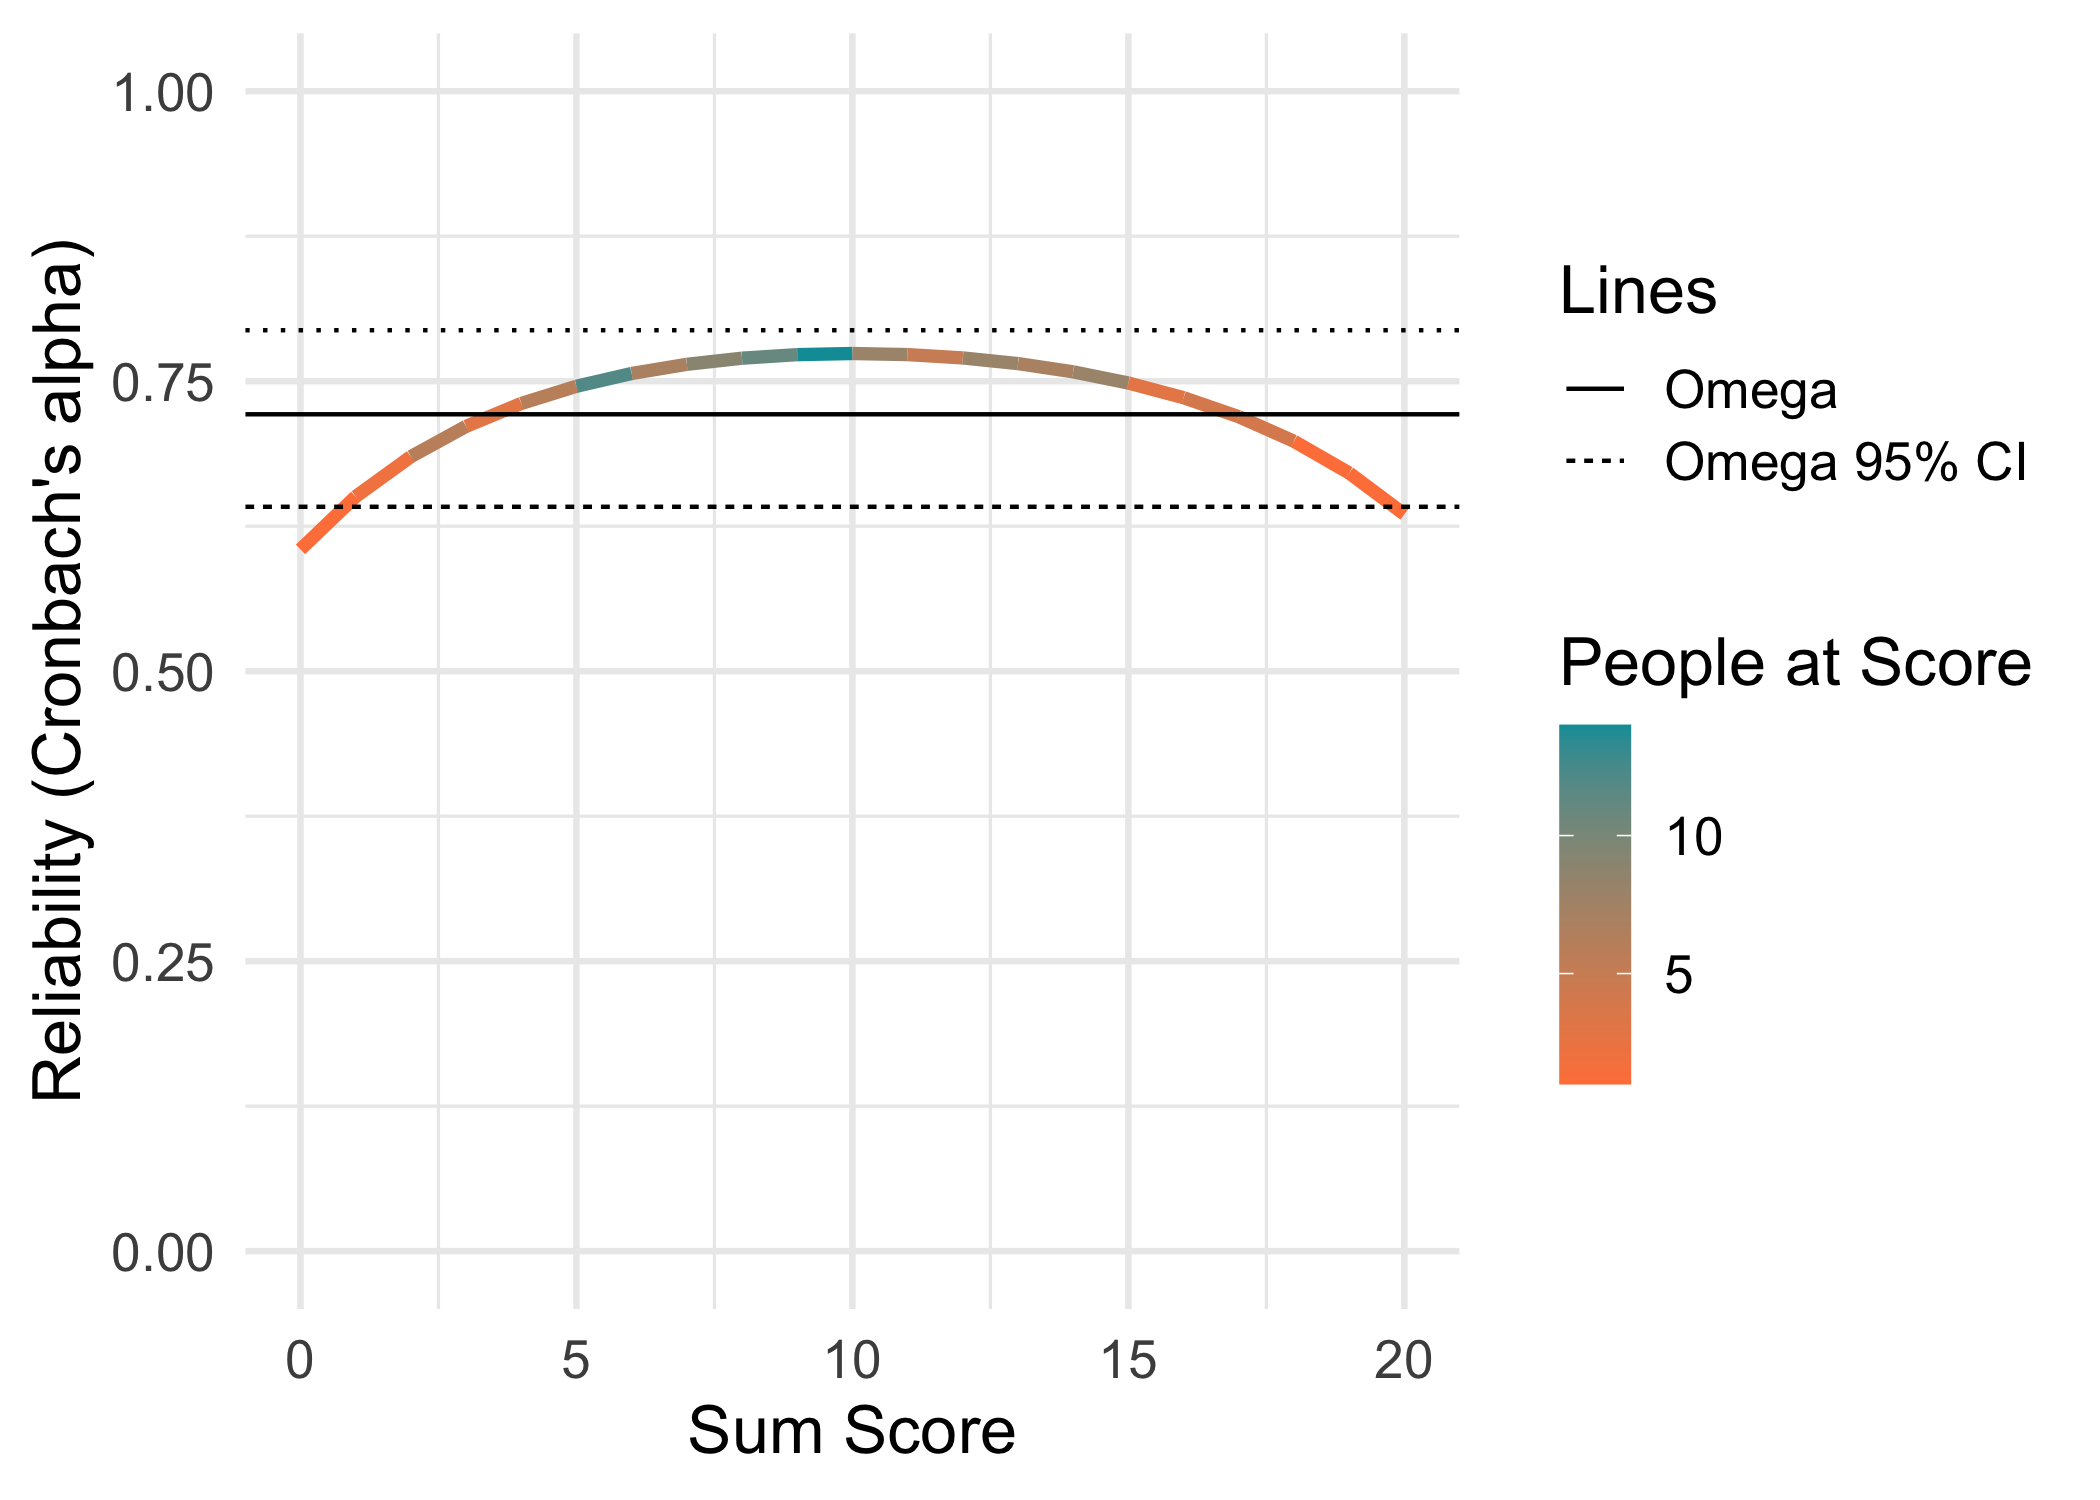 Reliability (Cronbach's alpha)
1.00
0.75
0.50
0.25
0.00
0 5 10 15 20
Sum Score
Lines
Omega
Omega 95% CI
People at Score
10
5